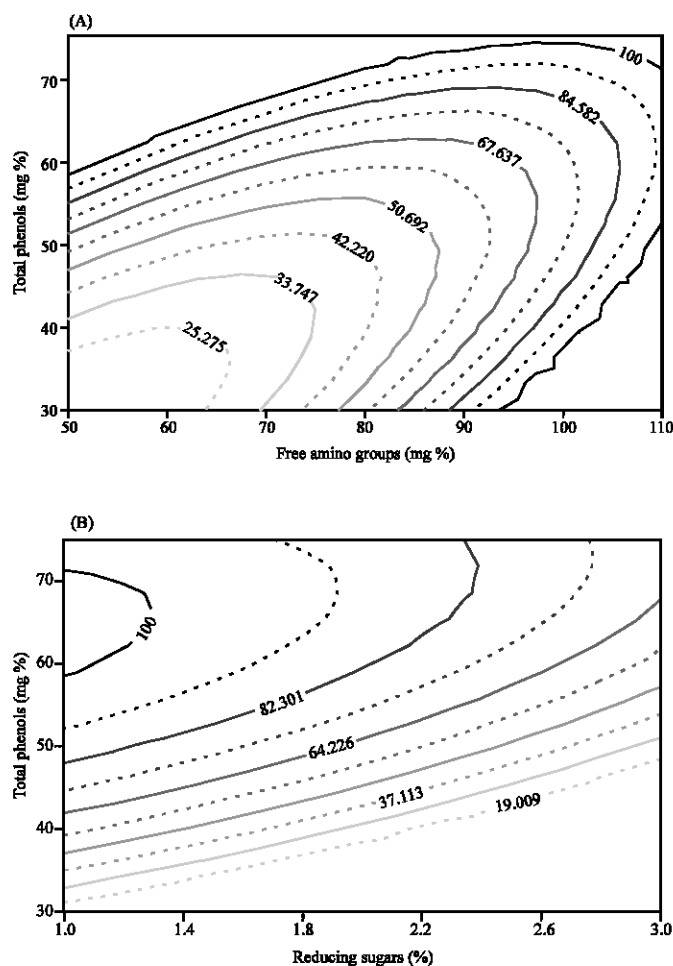 (A)
100
84.582
67.637
50.692
42.220
33.747
25.275
70
60
50
40
30
Total phenols (mg %)
50 60 70 80 90 100 110
Free amino groups (mg %)
(B)
100
82.301
64.226
37.113
19.009
70
60
50
40
30
Total phenols (mg %)
1.0 1.4 1.8 2.2 2.6 3.0
Reducing sugars (%)